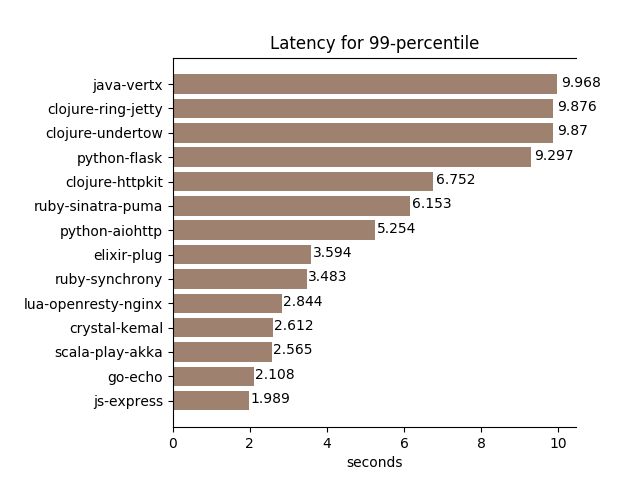 Latency for 99-percentile
java-vertx 9.968
clojure-ring-jetty 9.876
clojure-undertow 9.87
python-flask 9.297
clojure-httpkit 6.752
ruby-sinatra-puma 6.153
python-aiohttp 5.254
elixir-plug 3.594
ruby-synchrony 3.483
lua-openresty-nginx 2.844
crystal-kemal 2.612
scala-play-akka 2.565
go-echo 2.108
js-express 1.989
0 2 4 6 8 10
seconds